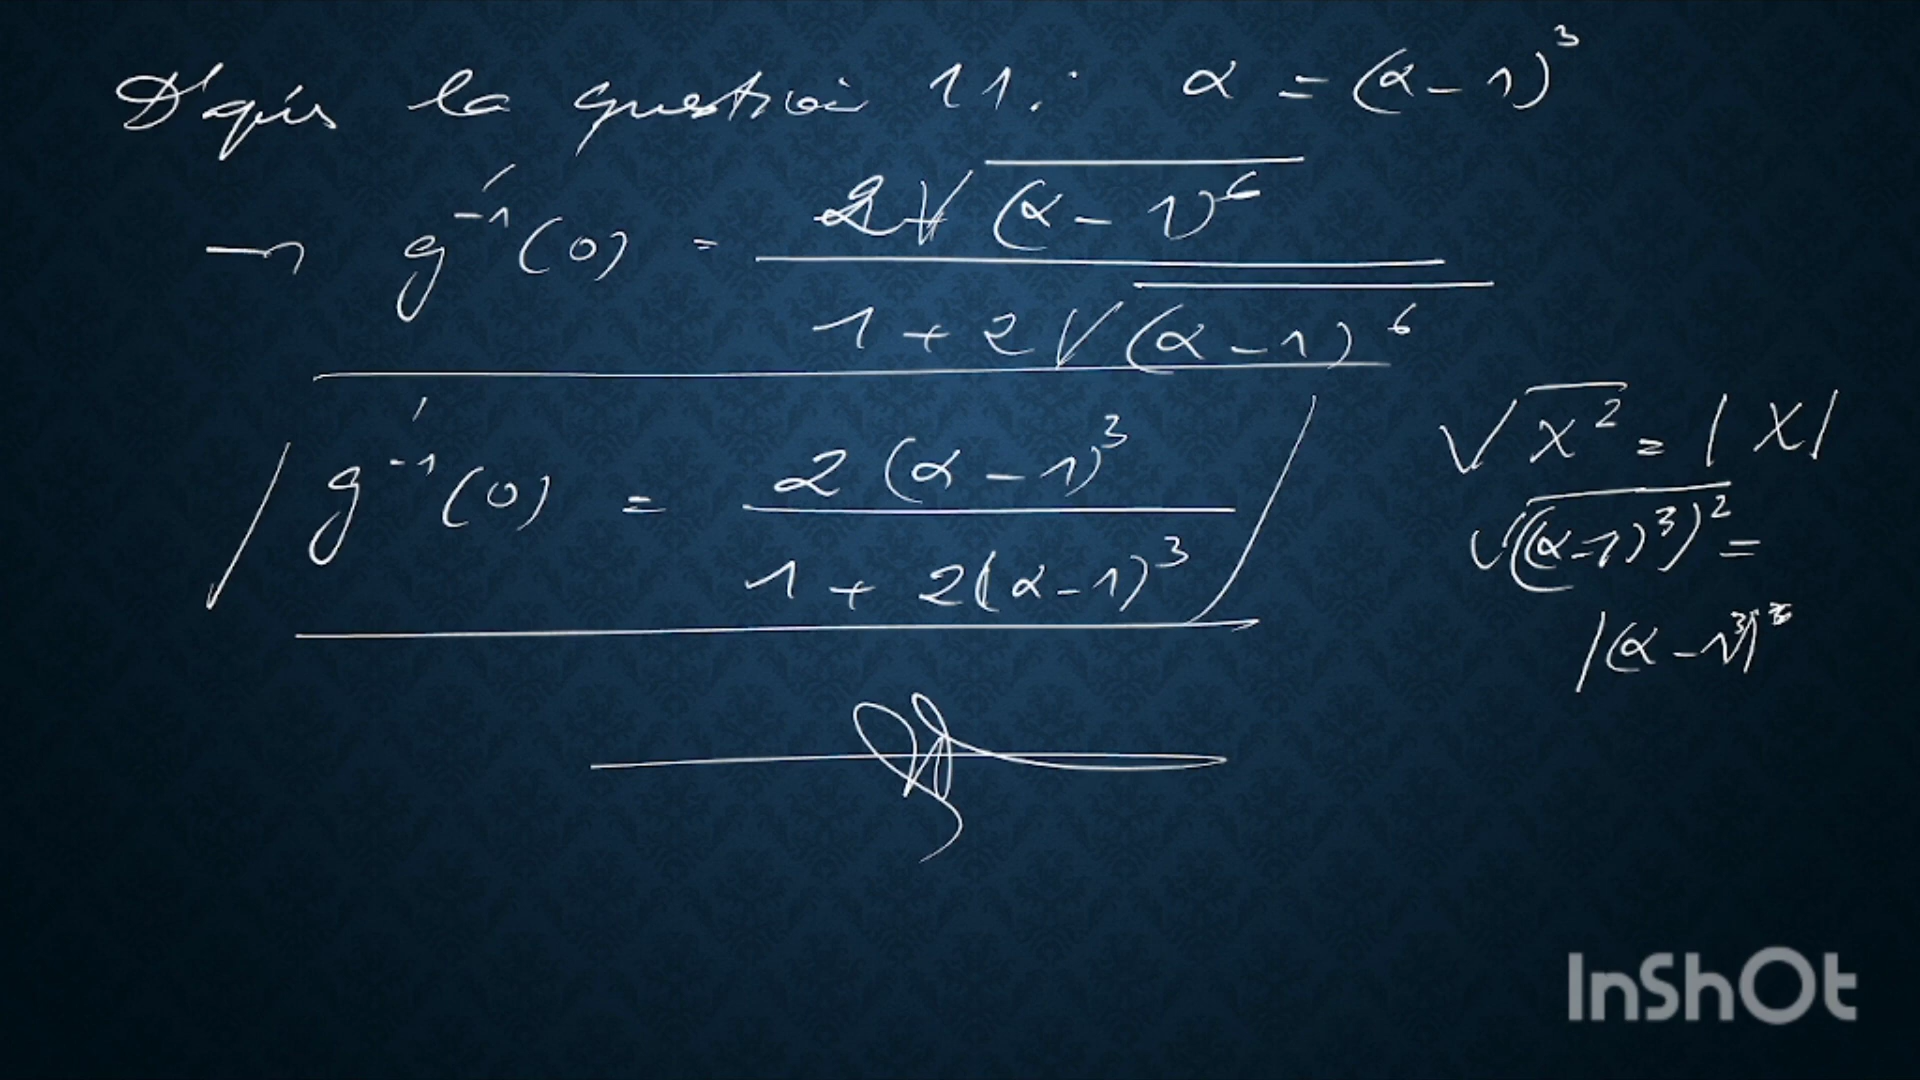 D'après la question 11: α = (α - 1)³
→ g⁻¹′(0) = 2√(α - 1)⁶ / 1 + 2√(α - 1)⁶
g⁻¹′(0) = 2(α - 1)³ / 1 + 2(α - 1)³
√X² = |X|
√((α-1)³)² =
|(α - 1)³|
InShOt